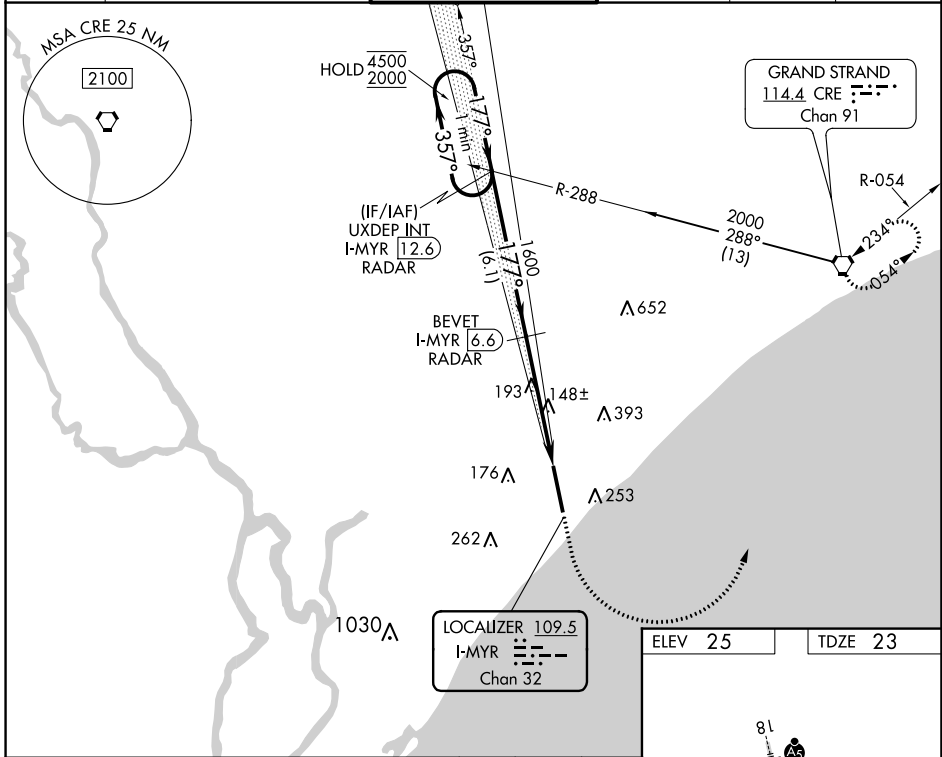 MSA CRE 25 NM
2100
HOLD 4500
2000
357°
177°
1 min
357°
GRAND STRAND
114.4 CRE
Chan 91
R-054
R-288
2000
288°
(13)
234°
054°
(IF/IAF)
UXDEP INT
I-MYR 12.6
RADAR
1600
177°
(6.1)
652
BEVET
I-MYR 6.6
RADAR
193
148±
393
176
253
262
1030
LOCALIZER 109.5
I-MYR
Chan 32
ELEV 25
TDZE 23
18
A5